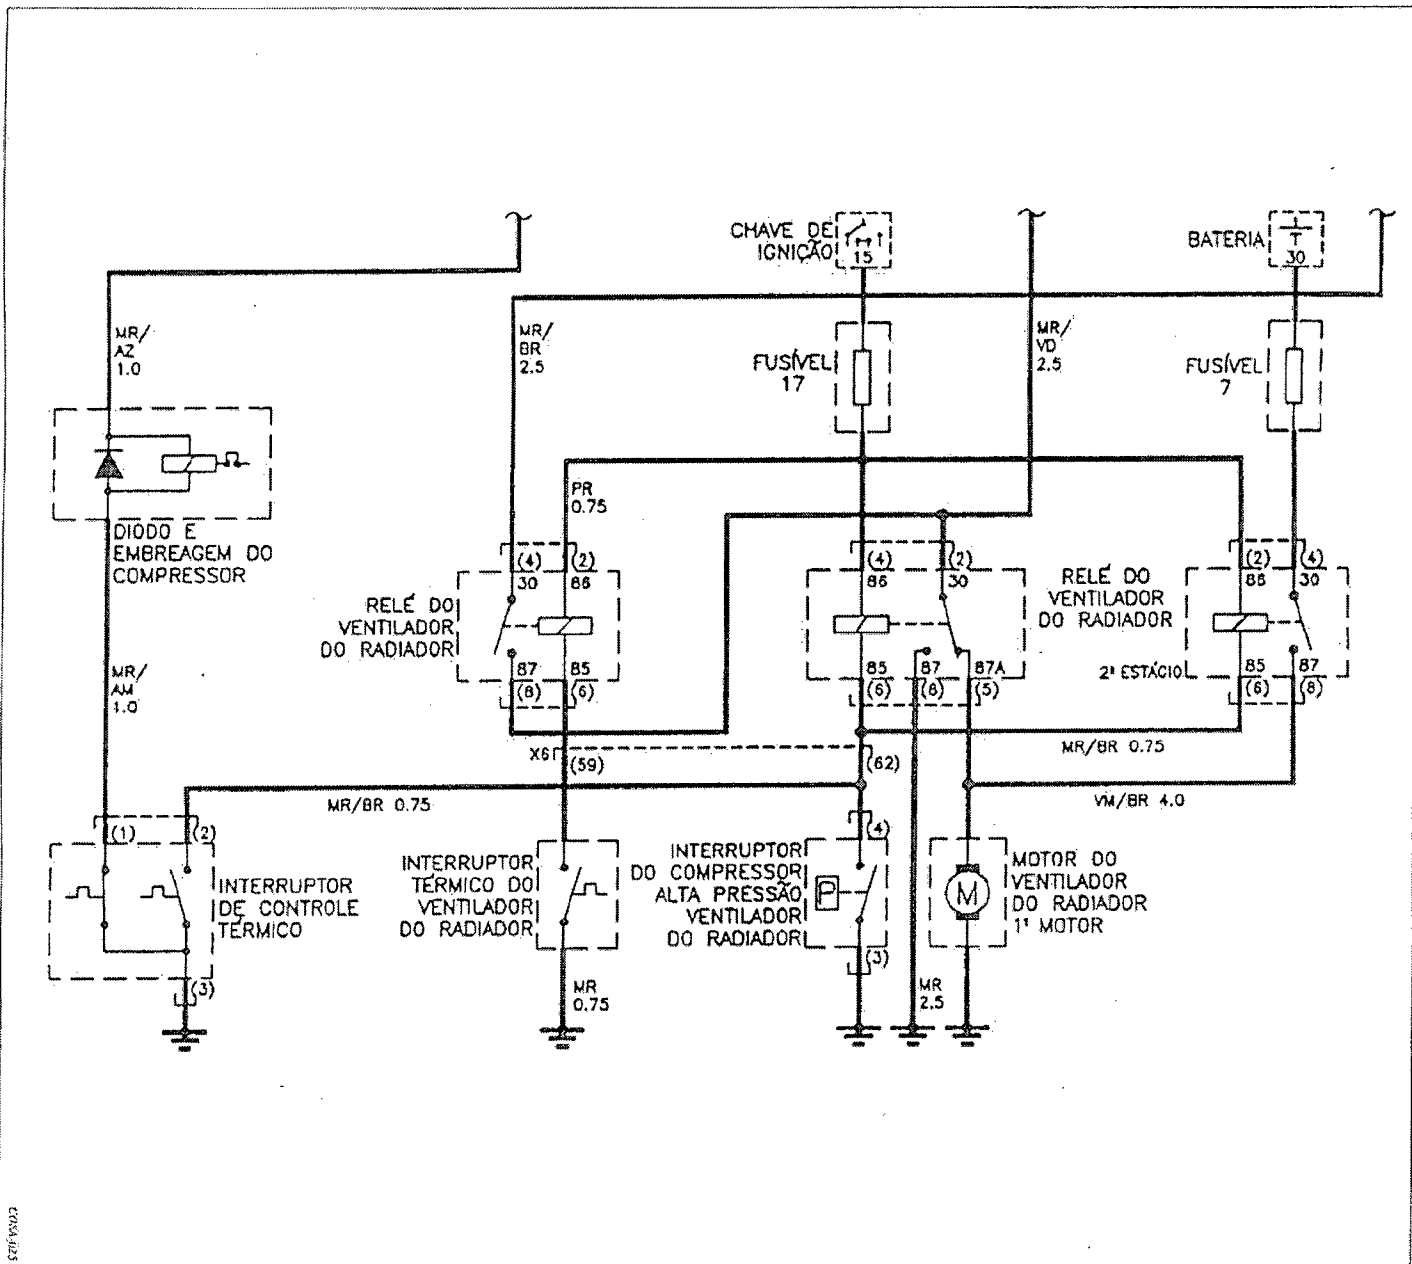 CHAVE DE
IGNIÇÃO
15
BATERIA
30
MR/
AZ
1.0
MR/
BR
2.5
FUSÍVEL
17
MR/
VD
2.5
FUSÍVEL
7
PR
0.75
DIODO E
EMBREAGEM DO
COMPRESSOR
(4) (2)
30 86
RELÉ DO
VENTILADOR
DO RADIADOR
87 85
(8) (6)
(4) (2)
86 30
85 87 87A
(6) (8) (5)
RELÉ DO
VENTILADOR
DO RADIADOR
2º ESTÁGIO
(2) (4)
86 30
85 87
(6) (8)
MR/
AM
1.0
X6
(59)
(62)
MR/BR 0.75
MR/BR 0.75
VM/BR 4.0
(1) (2)
INTERRUPTOR
DE CONTROLE
TÉRMICO
(3)
INTERRUPTOR
TÉRMICO DO
VENTILADOR
DO RADIADOR
MR
0.75
(4)
INTERRUPTOR
DO COMPRESSOR
ALTA PRESSÃO
VENTILADOR
DO RADIADOR
P
(3)
MR
2.5
M
MOTOR DO
VENTILADOR
DO RADIADOR
1º MOTOR